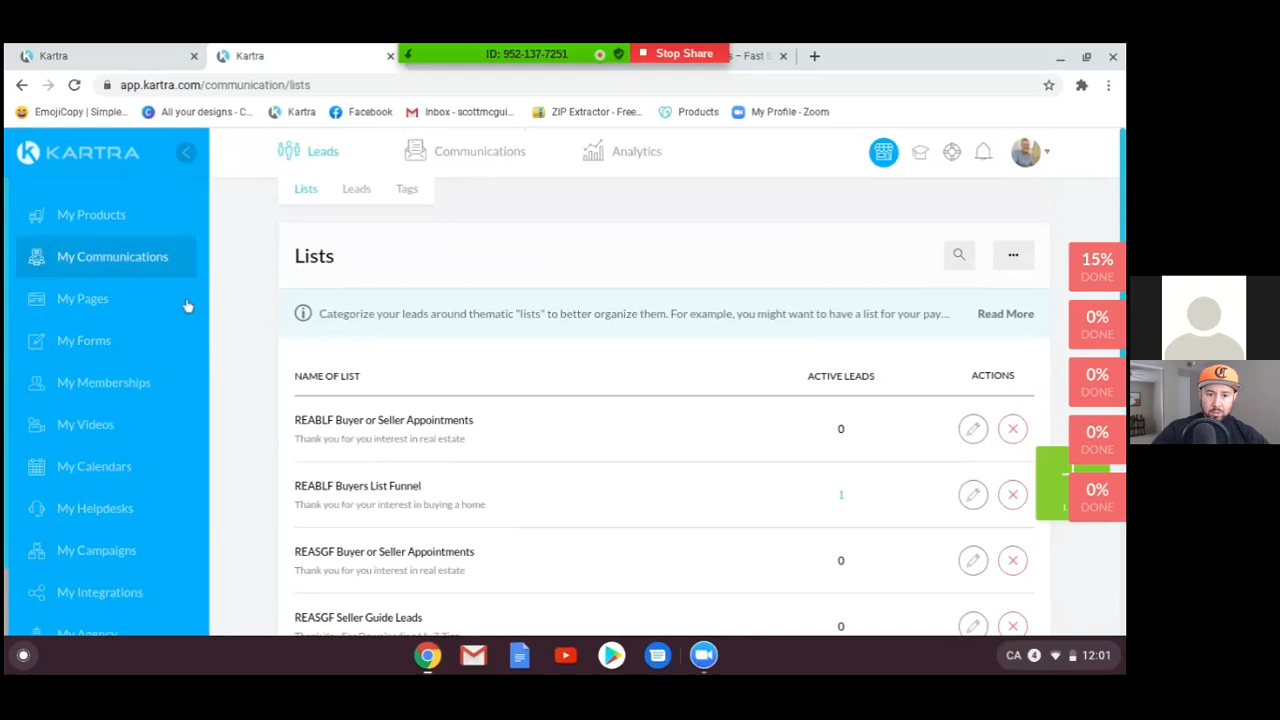 Kartra
Kartra
ID: 952-137-7251
Stop Share
s – Fast S
app.kartra.com/communication/lists
EmojiCopy | Simple...
All your designs - C...
Kartra
Facebook
Inbox - scottmcgui...
ZIP Extractor - Free...
Products
My Profile - Zoom
KARTRA
Leads
Communications
Analytics
Lists
Leads
Tags
My Products
My Communications
My Pages
My Forms
My Memberships
My Videos
My Calendars
My Helpdesks
My Campaigns
My Integrations
My Agency
Lists
Categorize your leads around thematic "lists" to better organize them. For example, you might want to have a list for your pay...
Read More
NAME OF LIST
ACTIVE LEADS
ACTIONS
REABLF Buyer or Seller Appointments
Thank you for you interest in real estate
0
REABLF Buyers List Funnel
Thank you for your interest in buying a home
1
REASGF Buyer or Seller Appointments
Thank you for you interest in real estate
0
REASGF Seller Guide Leads
0
15%
DONE
0%
DONE
0%
DONE
0%
DONE
0%
DONE
CA
4
12:01